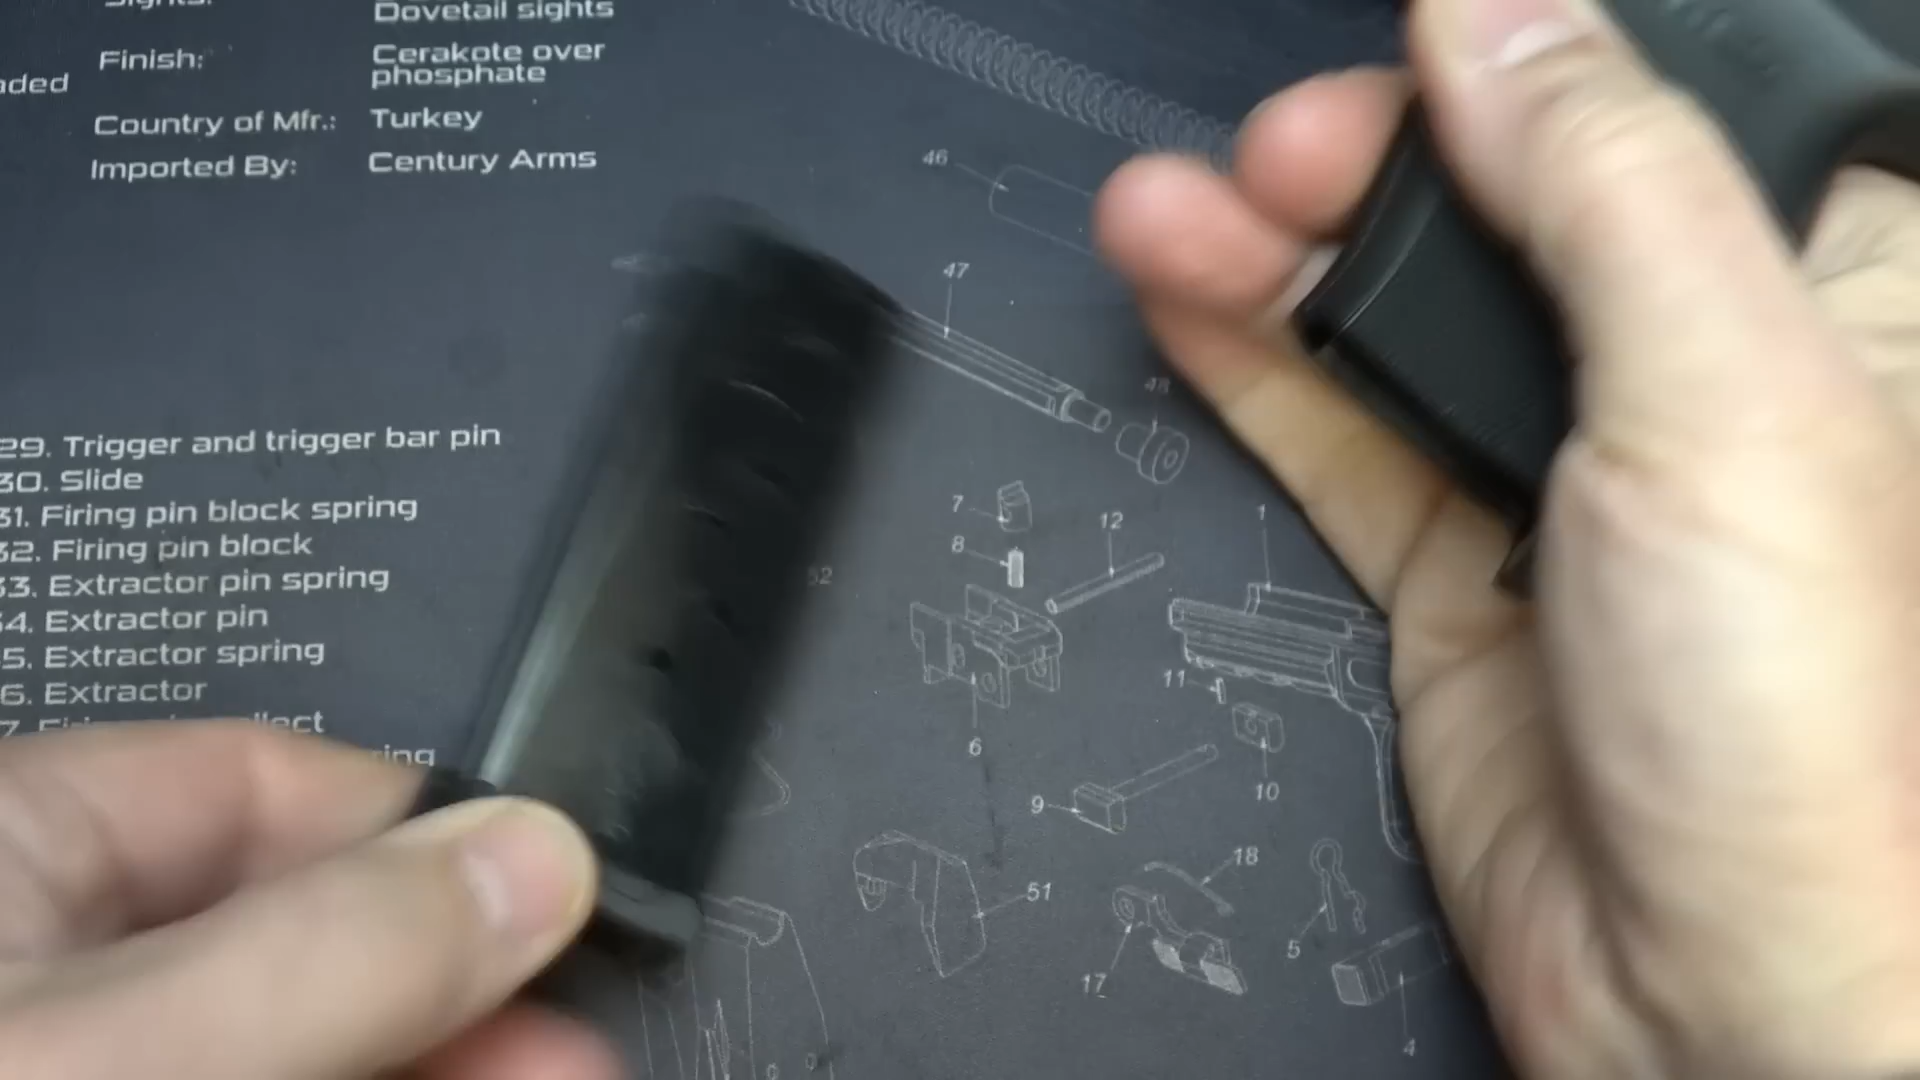 Sights:
Dovetail sights
Finish:
Cerakote over
phosphate
aded
Country of Mfr.:
Turkey
Imported By:
Century Arms
29. Trigger and trigger bar pin
30. Slide
31. Firing pin block spring
32. Firing pin block
33. Extractor pin spring
34. Extractor pin
5. Extractor spring
6. Extractor
46
47
48
52
7
8
12
1
11
6
9
10
18
51
17
5
4